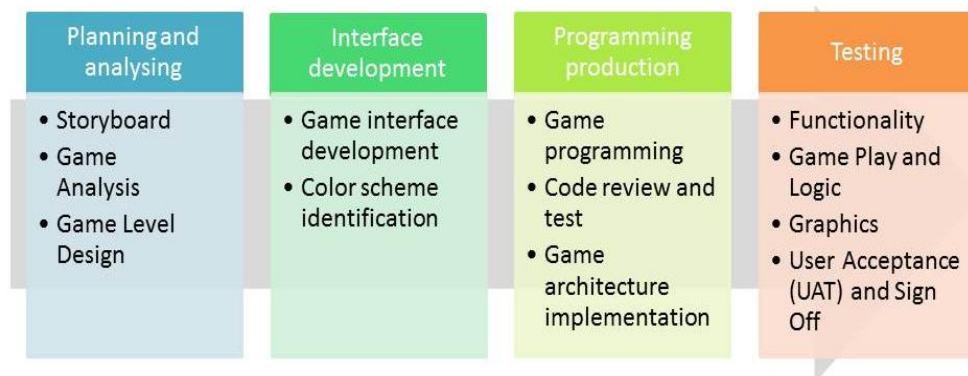 Planning and
analysing
• Storyboard
• Game
Analysis
• Game Level
Design
Interface
development
• Game interface
development
• Color scheme
identification
Programming
production
• Game
programming
• Code review and
test
• Game
architecture
implementation
Testing
• Functionality
• Game Play and
Logic
• Graphics
• User Acceptance
(UAT) and Sign
Off